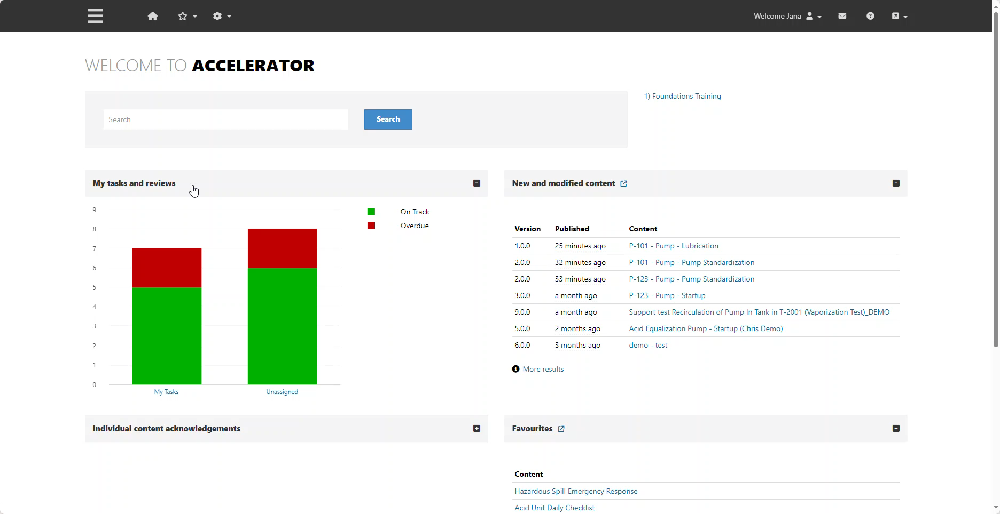 Welcome Jana
WELCOME TO ACCELERATOR
Search
Search
1) Foundations Training
My tasks and reviews
9
8
7
6
5
4
3
2
1
0
My Tasks
Unassigned
On Track
Overdue
New and modified content
Version Published Content
1.0.0 25 minutes ago P-101 - Pump - Lubrication
2.0.0 32 minutes ago P-101 - Pump - Pump Standardization
2.0.0 33 minutes ago P-123 - Pump - Pump Standardization
3.0.0 a month ago P-123 - Pump - Startup
9.0.0 a month ago Support test Recirculation of Pump In Tank in T-2001 (Vaporization Test)_DEMO
5.0.0 2 months ago Acid Equalization Pump - Startup (Chris Demo)
6.0.0 3 months ago demo - test
More results
Individual content acknowledgements
Favourites
Content
Hazardous Spill Emergency Response
Acid Unit Daily Checklist